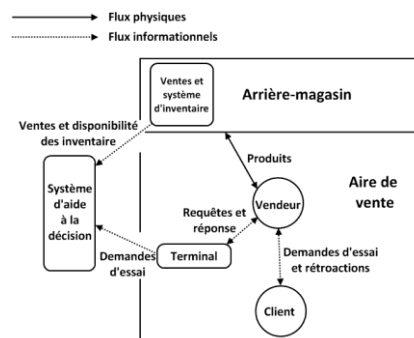 Flux physiques
Flux informationnels
Ventes et
système
d'inventaire
Arrière-magasin
Ventes et disponibilité
des inventaire
Produits
Aire de
vente
Système
d'aide
à la
décision
Requêtes et
réponse
Vendeur
Demandes
d'essai
Terminal
Demandes d'essai
et rétroactions
Client